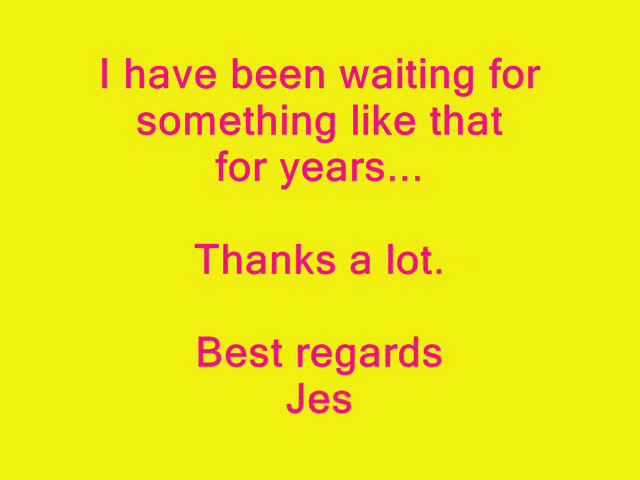 I have been waiting for
something like that
for years...
Thanks a lot.
Best regards
Jes